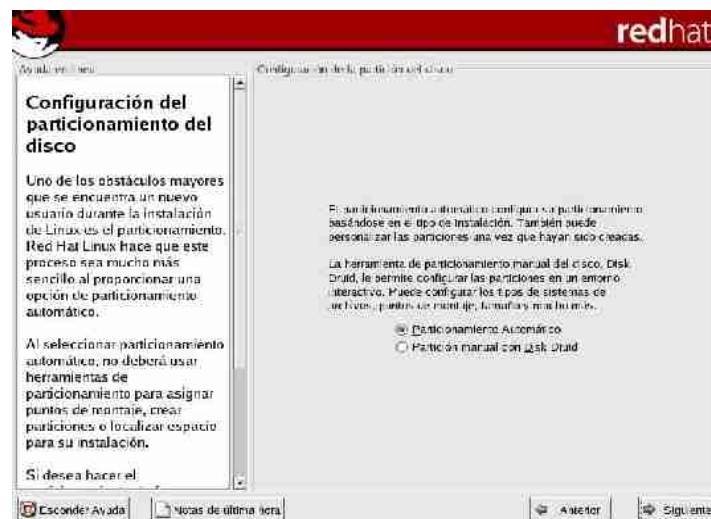 redhat
Ayuda en línea
Configuración de la partición del disco
Configuración del
particionamiento del
disco
Uno de los obstáculos mayores
que se encuentra un nuevo
usuario durante la instalación
de Linux es el particionamiento.
Red Hat Linux hace que este
proceso sea mucho más
sencillo al proporcionar una
opción de particionamiento
automático.
Al seleccionar particionamiento
automático, no deberá usar
herramientas de
particionamiento para asignar
puntos de montaje, crear
particiones o localizar espacio
para su instalación.
Si desea hacer el
El particionamiento automático configura su particionamiento
basándose en el tipo de instalación. También puede
personalizar las particiones una vez que hayan sido creadas.
La herramienta de particionamiento manual del disco, Disk
Druid, le permite configurar las particiones en un entorno
interactivo. Puede configurar los tipos de sistemas de
archivos, puntos de montaje, tamaño y mucho más.
Particionamiento Automático
Partición manual con Disk Druid
Esconder Ayuda
Notas de última hora
Anterior
Siguiente